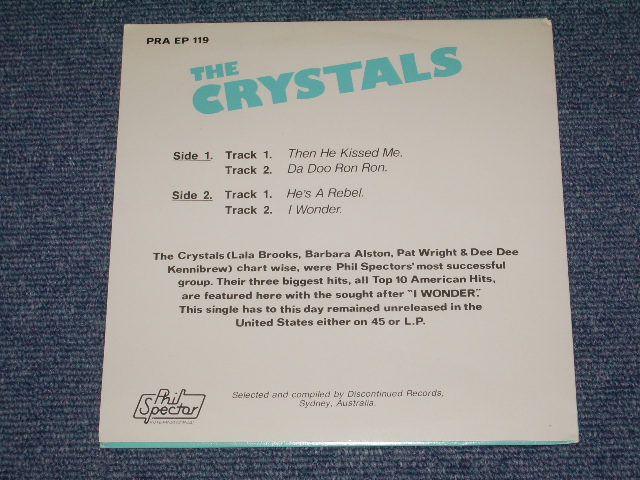 PRA EP 119
THE
CRYSTALS
Side 1. Track 1. Then He Kissed Me.
Track 2. Da Doo Ron Ron.
Side 2. Track 1. He's A Rebel.
Track 2. I Wonder.
The Crystals (Lala Brooks, Barbara Alston, Pat Wright & Dee Dee
Kennibrew) chart wise, were Phil Spectors' most successful
group. Their three biggest hits, all Top 10 American Hits,
are featured here with the sought after "I WONDER."
This single has to this day remained unreleased in the
United States either on 45 or L.P.
Phil
Spector
Selected and compiled by Discontinued Records,
Sydney, Australia.